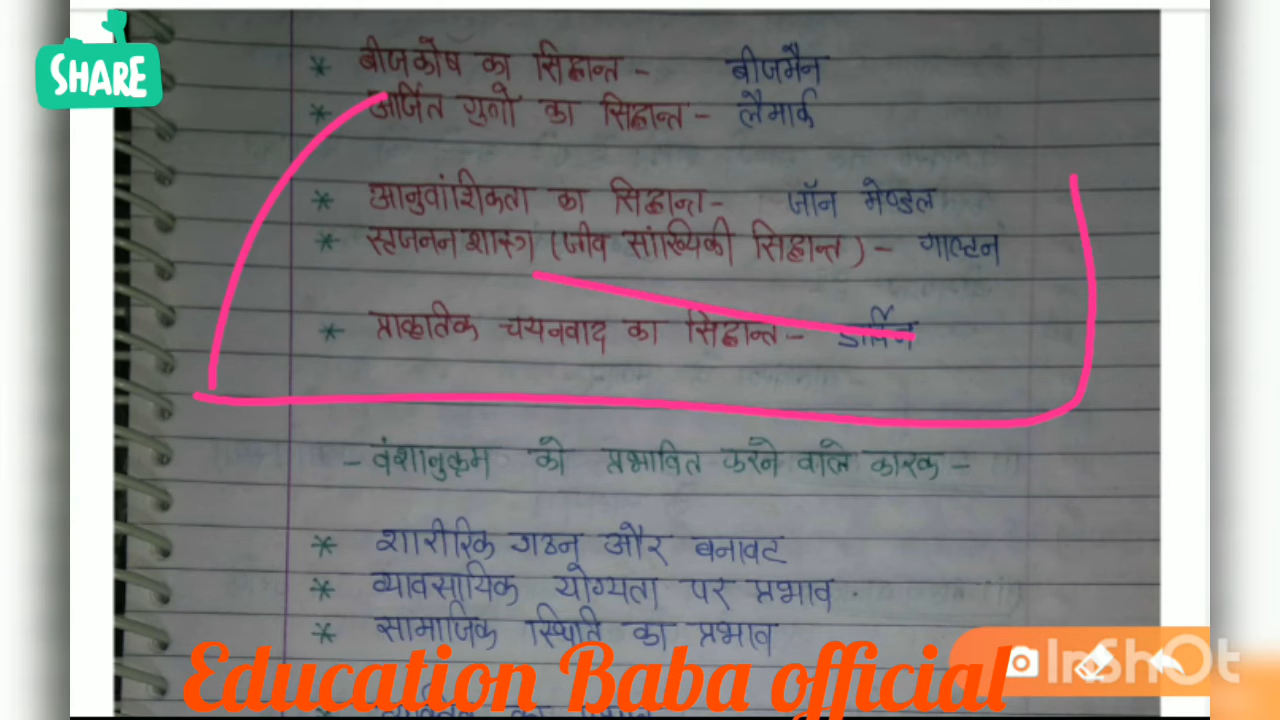 SHARE
* बीजकोष का सिद्धान्त - बीजमैन
* अर्जित गुणो का सिद्धान्त - लैमार्क
* आनुवांशिकता का सिद्धान्त - जॉन मेण्डल
* सृजननशास्त्र (जीव सांख्यिकी सिद्धान्त) - गाल्टन
* प्राकृतिक चयनवाद का सिद्धान्त - डार्विन
- वंशानुक्रम को प्रभावित करने वाले कारक -
* शारीरिक गठन और बनावट
* व्यावसायिक योग्यता पर प्रभाव.
* सामाजिक स्थिति का प्रभाव
Education Baba official
InShOt